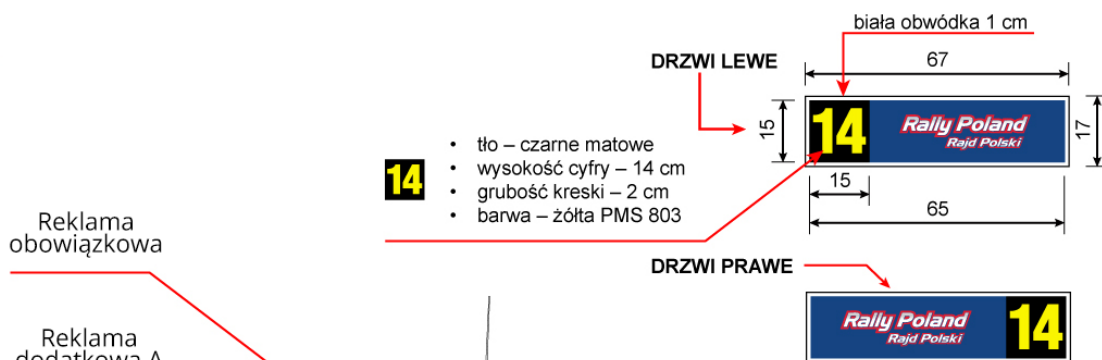 biała obwódka 1 cm
DRZWI LEWE
67
15
14
Rally Poland
Rajd Polski
17
15
65
14
• tło – czarne matowe
• wysokość cyfry – 14 cm
• grubość kreski – 2 cm
• barwa – żółta PMS 803
Reklama
obowiązkowa
DRZWI PRAWE
Rally Poland
Rajd Polski
14
Reklama
dodatkowa A